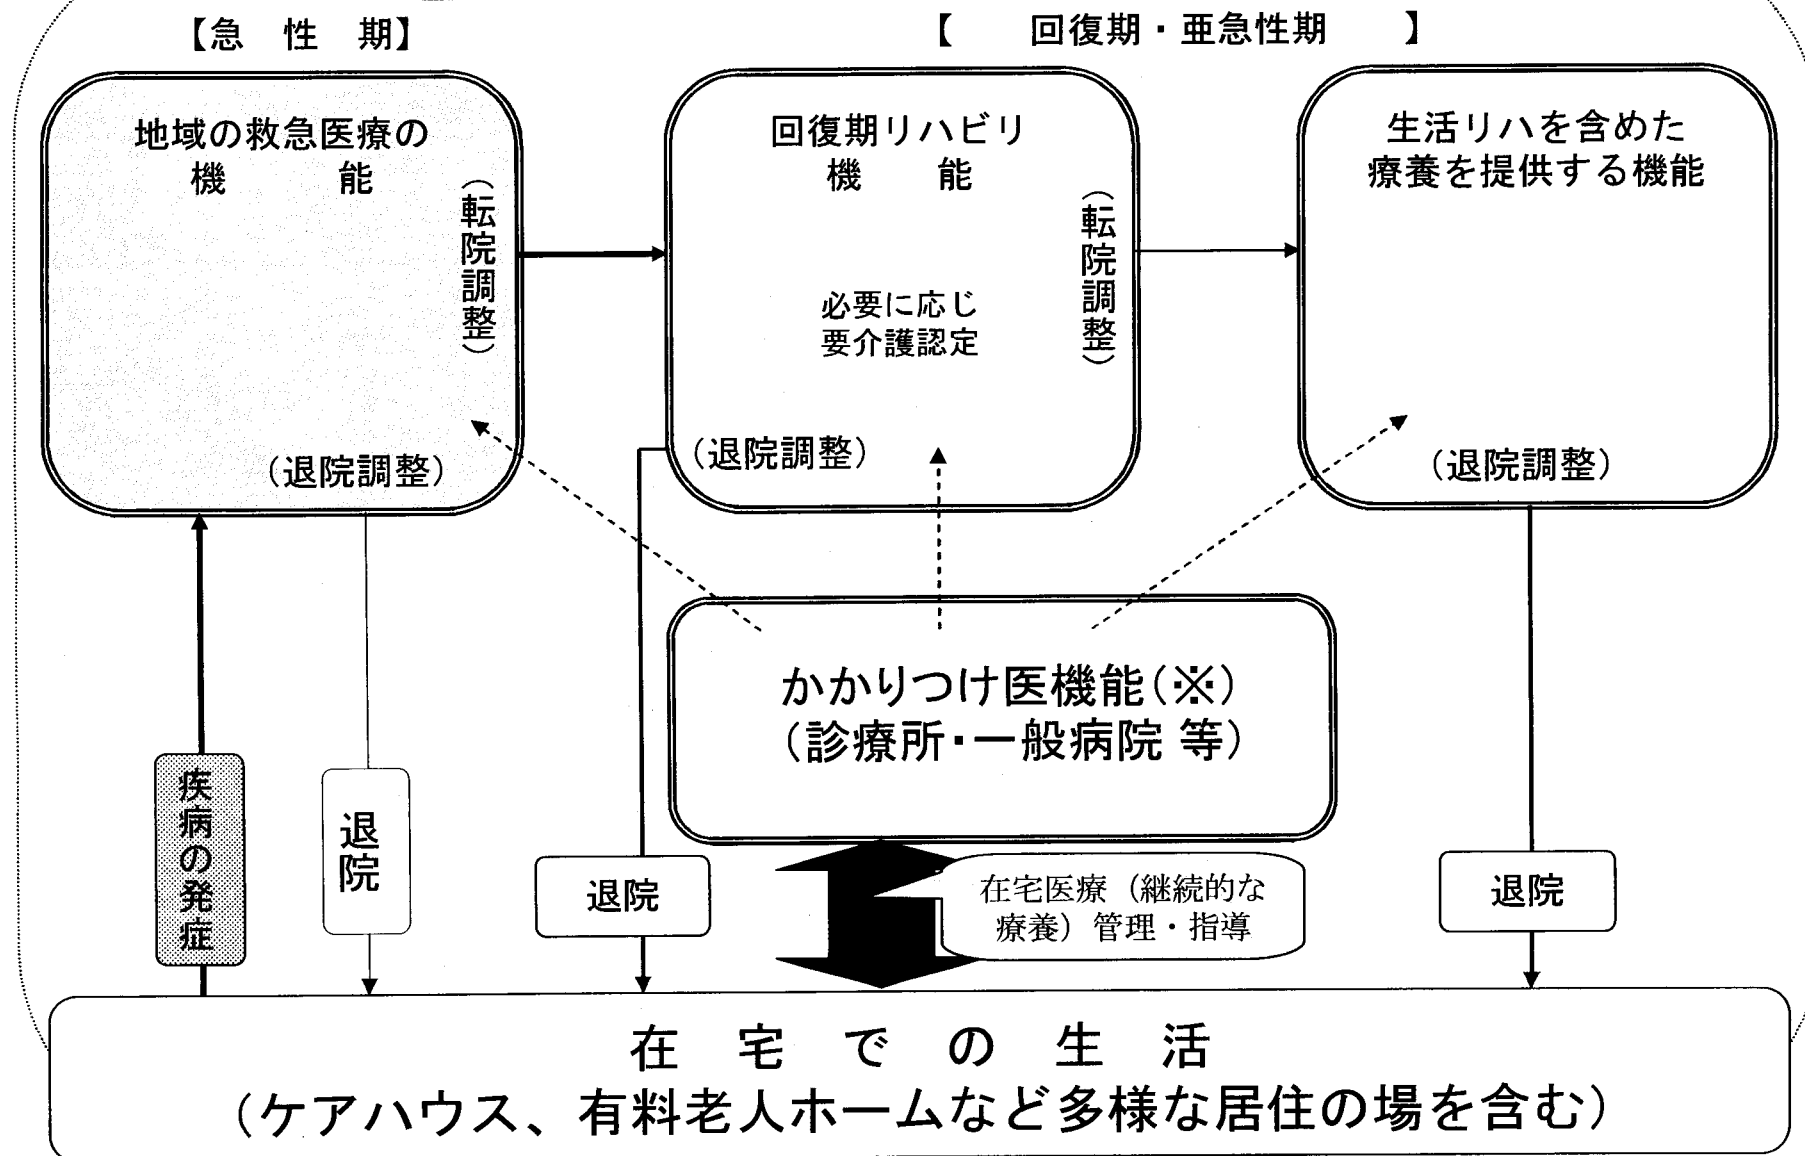 【急　性　期】
【　　回復期・亜急性期　　】
地域の救急医療の
機　　　能
（転院調整）
（退院調整）
回復期リハビリ
機　　能
必要に応じ
要介護認定
（転院調整）
（退院調整）
生活リハを含めた
療養を提供する機能
（退院調整）
かかりつけ医機能（※）
（診療所・一般病院 等）
疾病の発症
退院
退院
在宅医療（継続的な
療養）管理・指導
退院
在　宅　で　の　生　活
（ケアハウス、有料老人ホームなど多様な居住の場を含む）